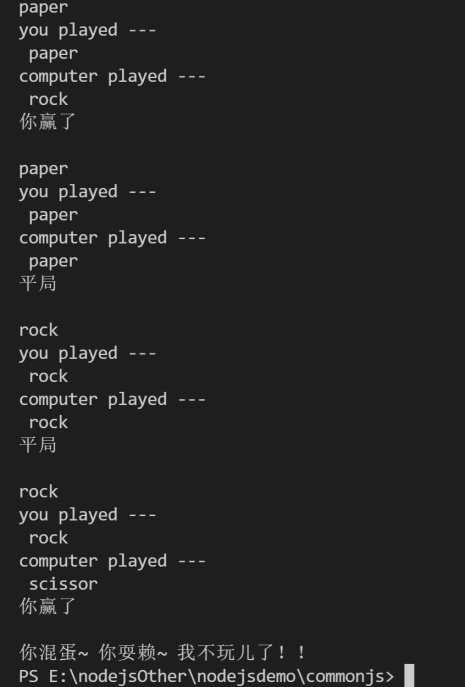 paper
you played ---
 paper
computer played ---
 rock
你赢了

paper
you played ---
 paper
computer played ---
 paper
平局

rock
you played ---
 rock
computer played ---
 rock
平局

rock
you played ---
 rock
computer played ---
 scissor
你赢了

你混蛋~ 你耍赖~ 我不玩儿了！！
PS E:\nodejsOther\nodejsdemo\commonjs>